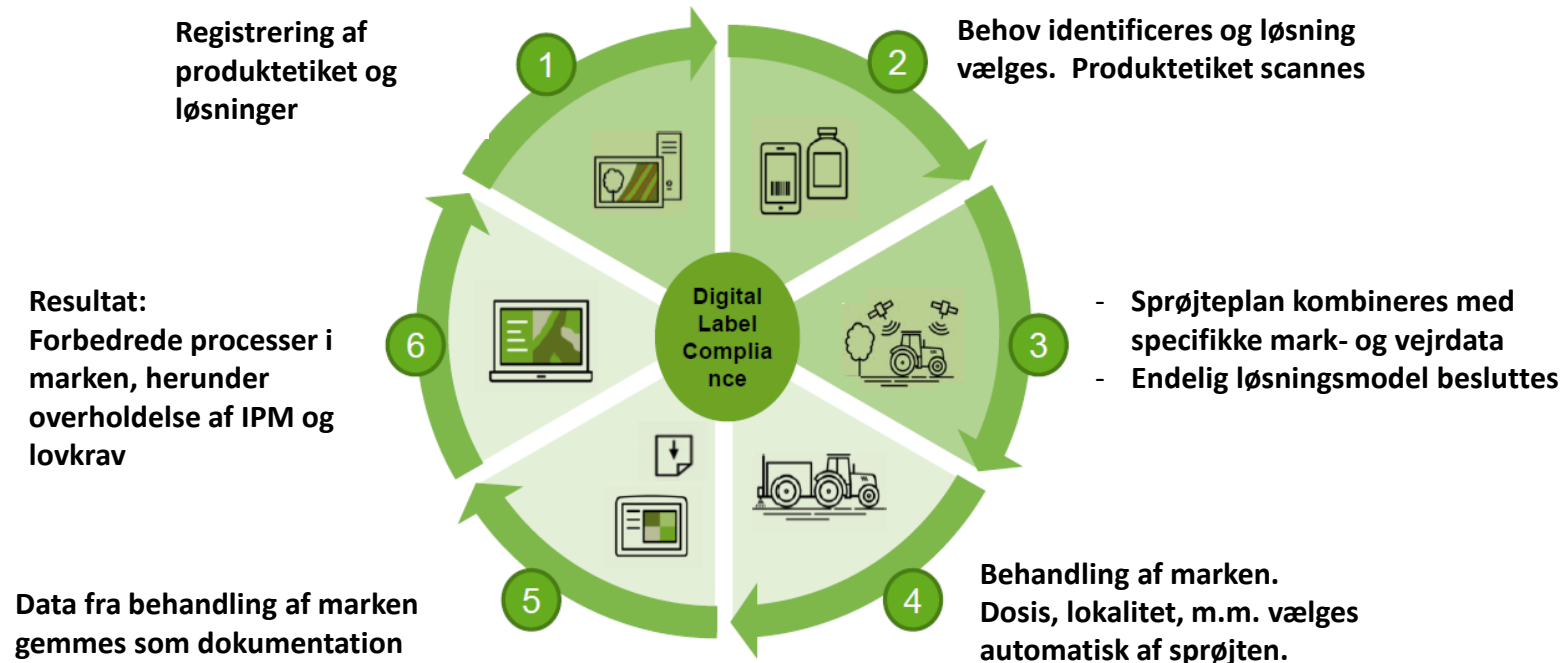 Registrering af
produktetiket og
løsninger
1
2
Behov identificeres og løsning
vælges.  Produktetiket scannes
3
- Sprøjteplan kombineres med
specifikke mark- og vejrdata
- Endelig løsningsmodel besluttes
4
Behandling af marken.
Dosis, lokalitet, m.m. vælges
automatisk af sprøjten.
5
Data fra behandling af marken
gemmes som dokumentation
6
Resultat:
Forbedrede processer i
marken, herunder
overholdelse af IPM og
lovkrav
Digital
Label
Complia
nce